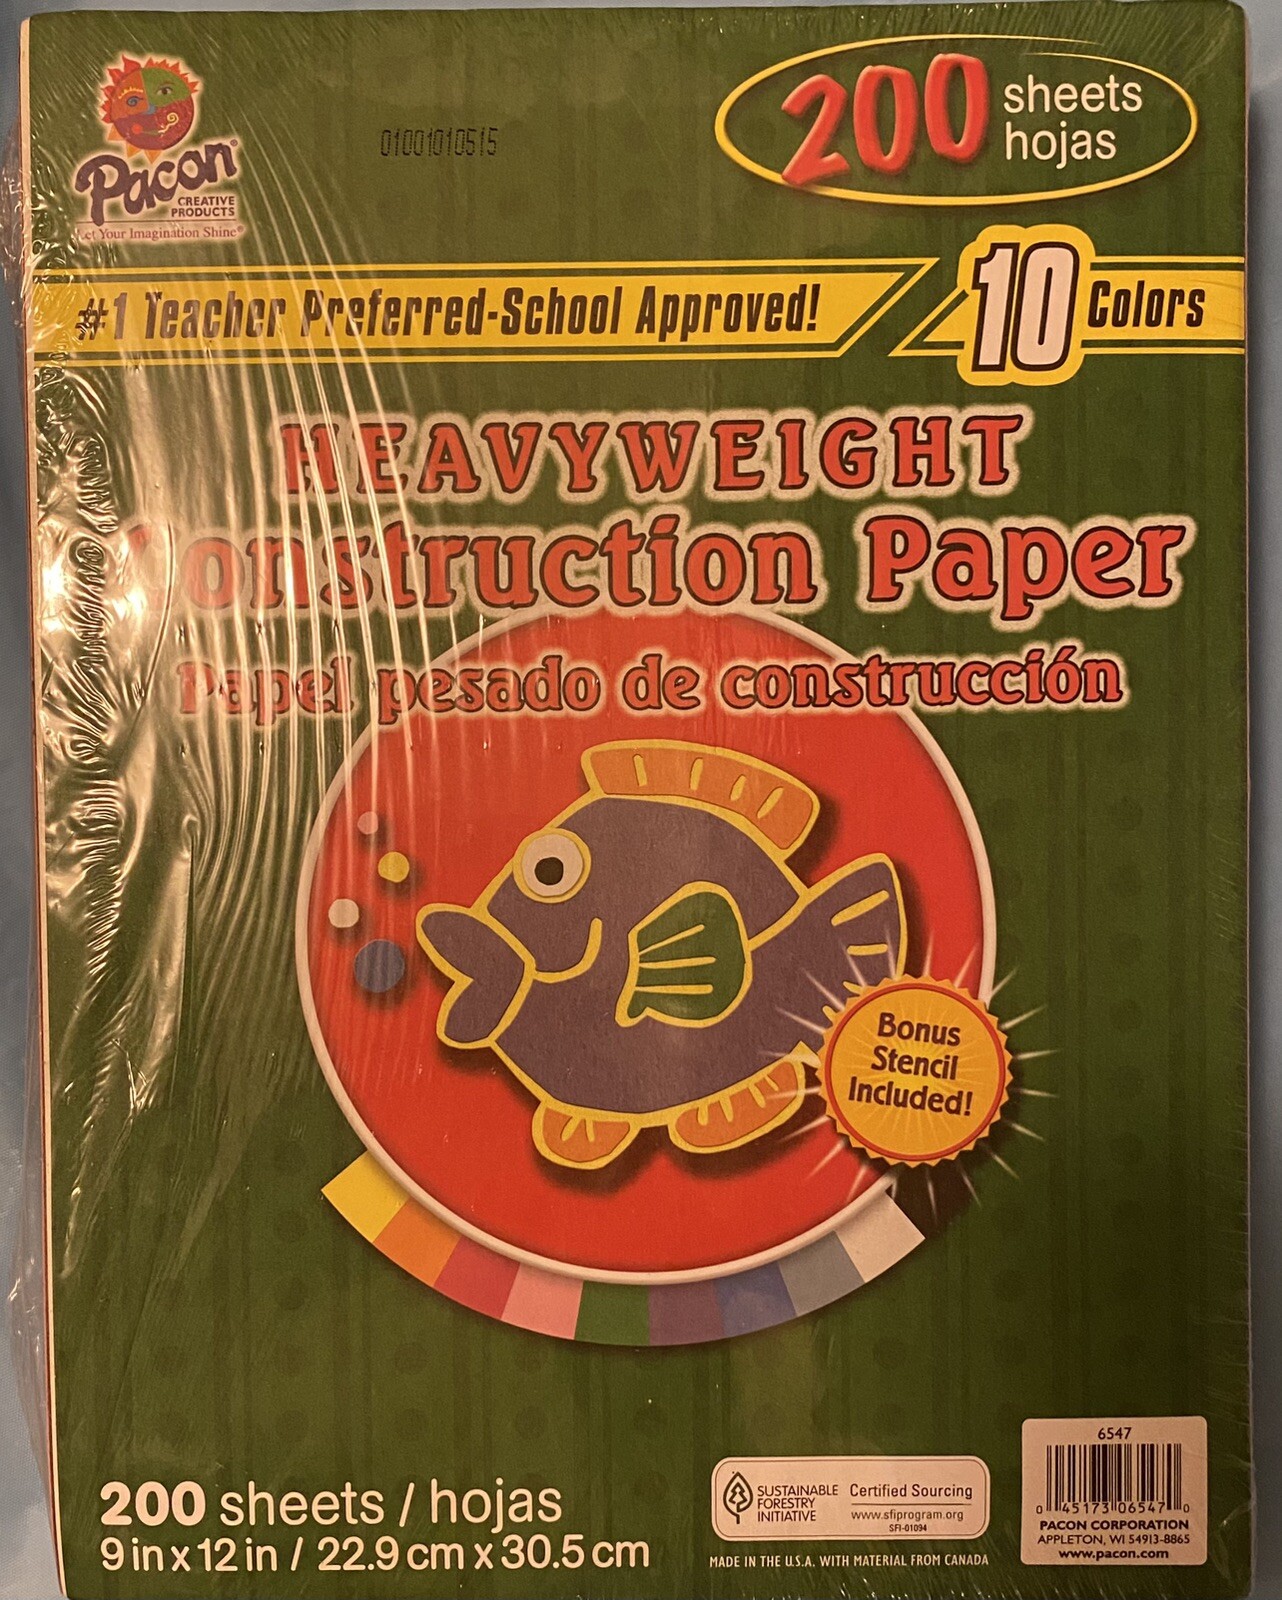 Pacon®
CREATIVE
PRODUCTS
Let Your Imagination Shine®
01001010515
200 sheets
hojas
#1 Teacher Preferred-School Approved!
10 Colors
HEAVYWEIGHT
Construction Paper
Papel pesado de construcción
Bonus
Stencil
Included!
200 sheets / hojas
9 in x 12 in / 22.9 cm x 30.5 cm
SUSTAINABLE
FORESTRY
INITIATIVE
Certified Sourcing
www.sfiprogram.org
SFI-01094
MADE IN THE U.S.A. WITH MATERIAL FROM CANADA
6547
0 45173 06547 0
PACON CORPORATION
APPLETON, WI 54913-8865
www.pacon.com